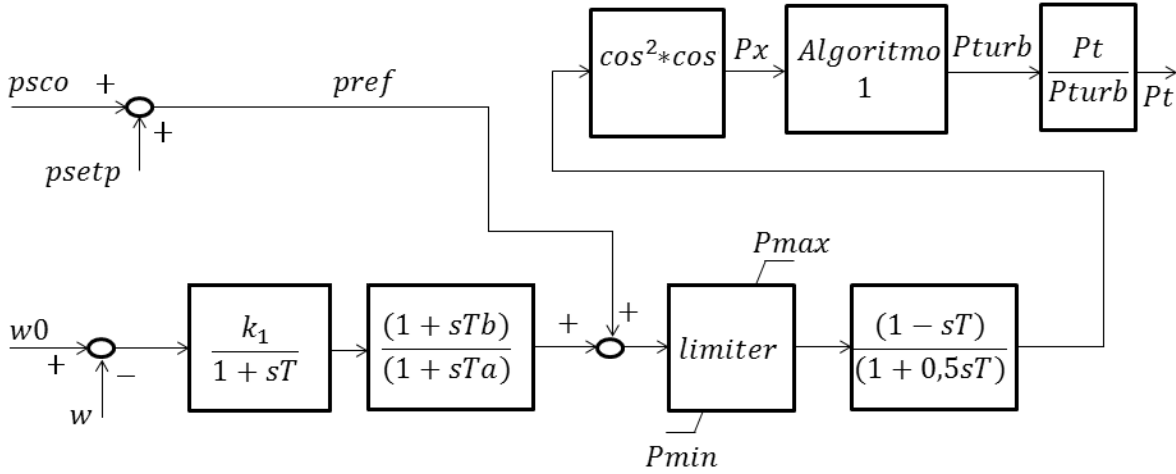 cos²*cos
Px
Algoritmo
1
Pturb
Pt
Pturb
Pt
psco
+
pref
+
psetp
Pmax
w0
+
−
w
k₁
1 + sT
(1 + sTb)
(1 + sTa)
+
+
limiter
(1 − sT)
(1 + 0,5sT)
Pmin